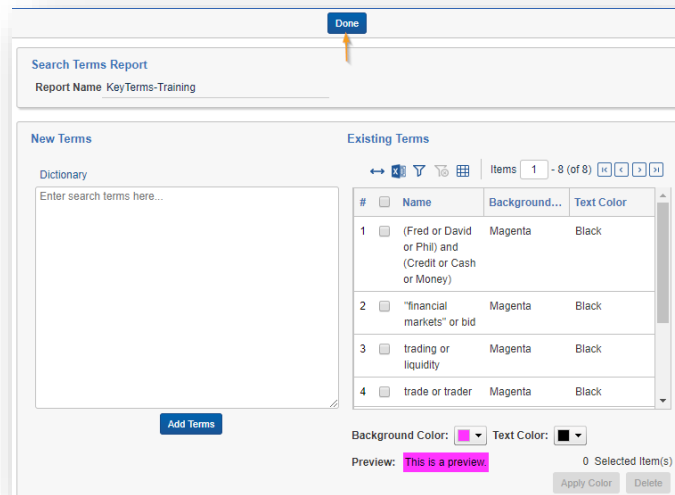 Done
Search Terms Report
Report Name KeyTerms-Training
New Terms
Dictionary
Enter search terms here...
Add Terms
Existing Terms
Items 1 - 8 (of 8)
# Name Background... Text Color
1 (Fred or David Magenta Black
or Phil) and
(Credit or Cash
or Money)
2 "financial Magenta Black
markets" or bid
3 trading or Magenta Black
liquidity
4 trade or trader Magenta Black
Background Color: Text Color:
Preview: This is a preview. 0 Selected Item(s)
Apply Color Delete